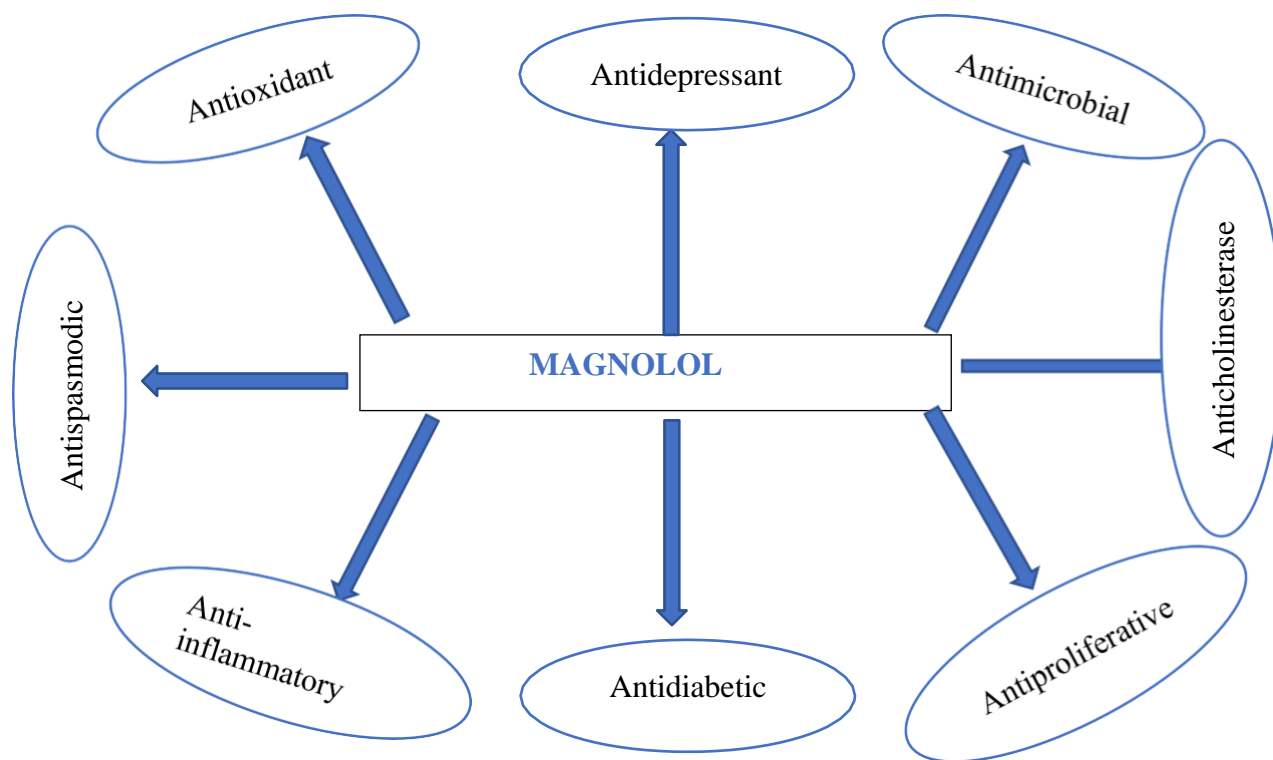 Antioxidant
Antidepressant
Antimicrobial
Antispasmodic
MAGNOLOL
Anticholinesterase
Anti-
inflammatory
Antidiabetic
Antiproliferative